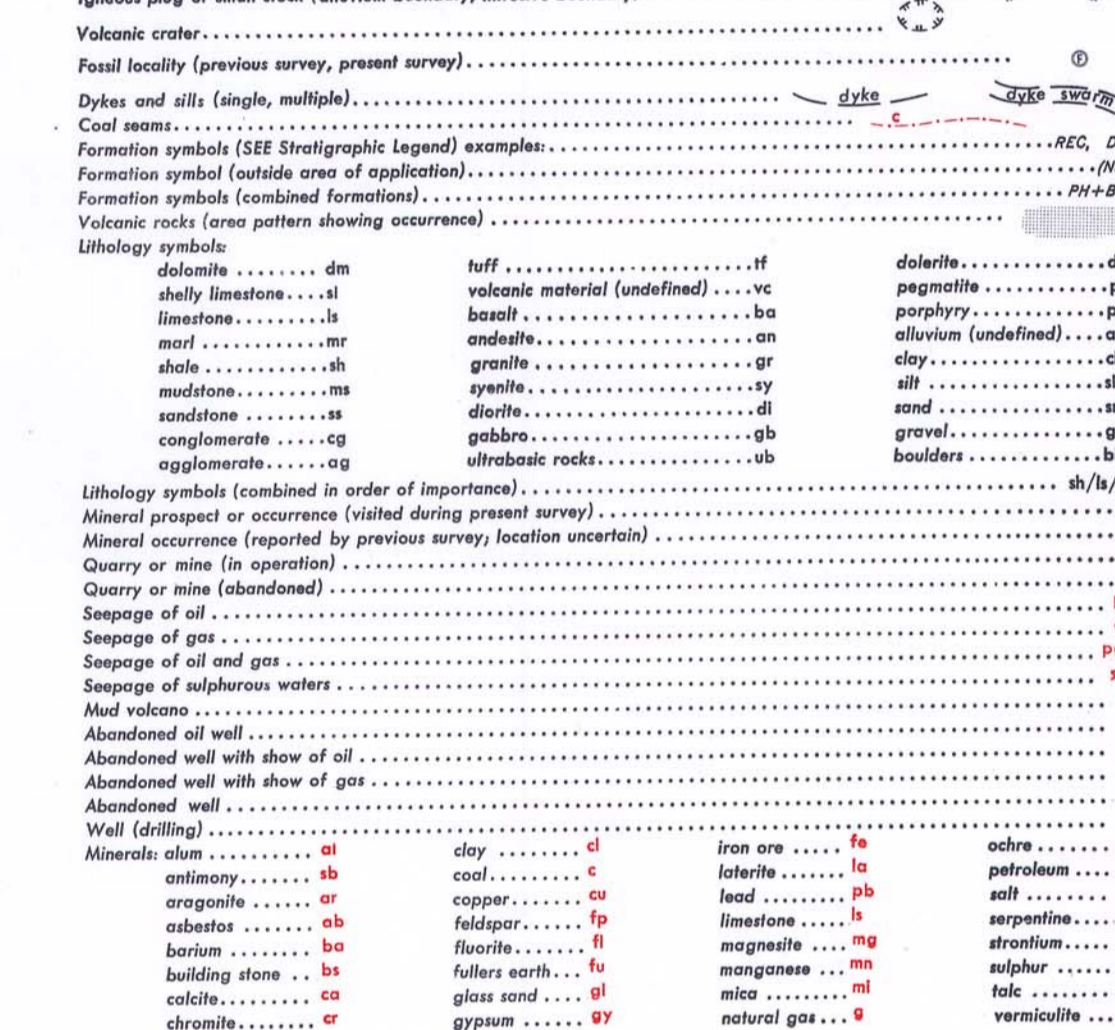 Volcanic crater
Fossil locality (previous survey, present survey) F
Dykes and sills (single, multiple) dyke dyke swarm
Coal seams c
Formation symbols (SEE Stratigraphic Legend) examples: REC,
Formation symbol (outside area of application)
Formation symbols (combined formations) PH+B
Volcanic rocks (area pattern showing occurrence)
Lithology symbols:
dolomite ........ dm tuff ........ tf dolerite
shelly limestone .... sl volcanic material (undefined) .... vc pegmatite
limestone ......... ls basalt ........ ba porphyry
marl ........ mr andesite ........ an alluvium (undefined)
shale ........ sh granite ........ gr clay
mudstone ........ ms syenite ........ sy silt
sandstone ........ ss diorite ........ di sand
conglomerate ..... cg gabbro ........ gb gravel
agglomerate ...... ag ultrabasic rocks ........ ub boulders
Lithology symbols (combined in order of importance) sh/ls/
Mineral prospect or occurrence (visited during present survey)
Mineral occurrence (reported by previous survey; location uncertain)
Quarry or mine (in operation)
Quarry or mine (abandoned)
Seepage of oil
Seepage of gas
Seepage of oil and gas
Seepage of sulphurous waters
Mud volcano
Abandoned oil well
Abandoned well with show of oil
Abandoned well with show of gas
Abandoned well
Well (drilling)
Minerals: alum .......... al clay ........ cl iron ore ..... fe ochre
antimony ....... sb coal ......... c laterite ....... la petroleum
aragonite ...... ar copper ....... cu lead ......... pb salt
asbestos ....... ab feldspar ...... fp limestone ..... ls serpentine
barium ........ ba fluorite ....... fl magnesite .... mg strontium
building stone .. bs fullers earth ... fu manganese ... mn sulphur
calcite ......... ca glass sand .... gl mica ......... mi talc
chromite ........ cr gypsum ...... gy natural gas ... g vermiculite